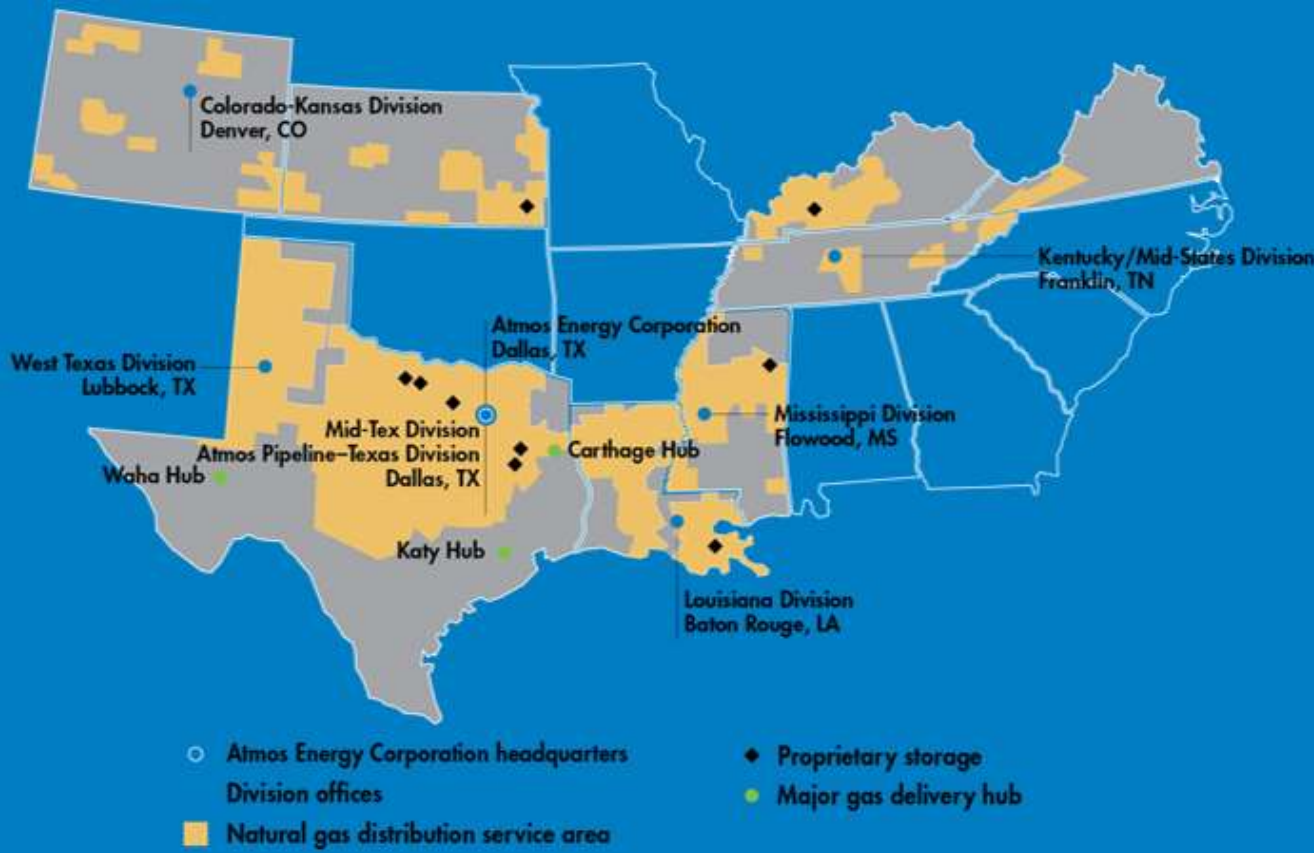 Colorado-Kansas Division
Denver, CO
Kentucky/Mid-States Division
Franklin, TN
Atmos Energy Corporation
Dallas, TX
West Texas Division
Lubbock, TX
Mississippi Division
Flowood, MS
Mid-Tex Division
Atmos Pipeline–Texas Division
Dallas, TX
Carthage Hub
Waha Hub
Katy Hub
Louisiana Division
Baton Rouge, LA
Atmos Energy Corporation headquarters
Division offices
Natural gas distribution service area
Proprietary storage
Major gas delivery hub